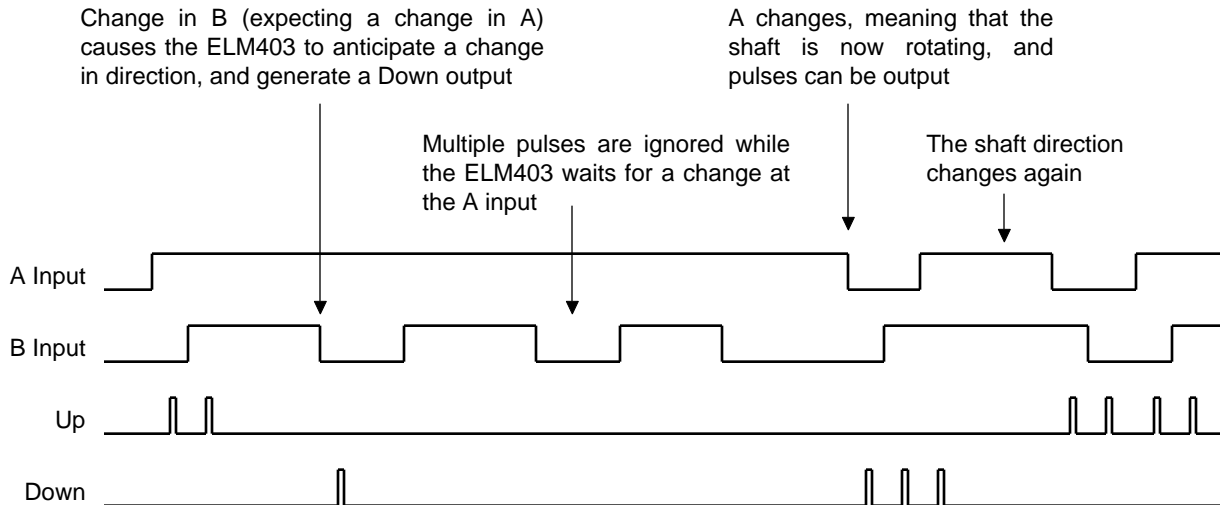 Change in B (expecting a change in A)
causes the ELM403 to anticipate a change
in direction, and generate a Down output
A changes, meaning that the
shaft is now rotating, and
pulses can be output
Multiple pulses are ignored while
the ELM403 waits for a change at
the A input
The shaft direction
changes again
A Input
B Input
Up
Down